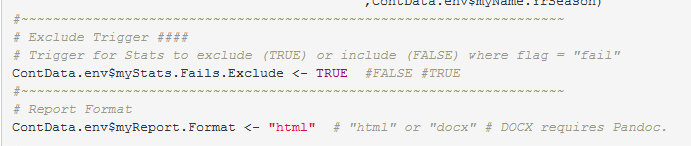 ,ContData.env$myName.YrSeason)
#~~~~~~~~~~~~~~~~~~~~~~~~~~~~~~~~~~~~~~~~~~~~~~~~~~~~~~~~~~~~~~~~~~~~~~~~~
# Exclude Trigger ####
# Trigger for Stats to exclude (TRUE) or include (FALSE) where flag = "fail"
ContData.env$myStats.Fails.Exclude <- TRUE  #FALSE #TRUE
#~~~~~~~~~~~~~~~~~~~~~~~~~~~~~~~~~~~~~~~~~~~~~~~~~~~~~~~~~~~~~~~~~~~~~~~~~
# Report Format
ContData.env$myReport.Format <- "html"  # "html" or "docx" # DOCX requires Pandoc.